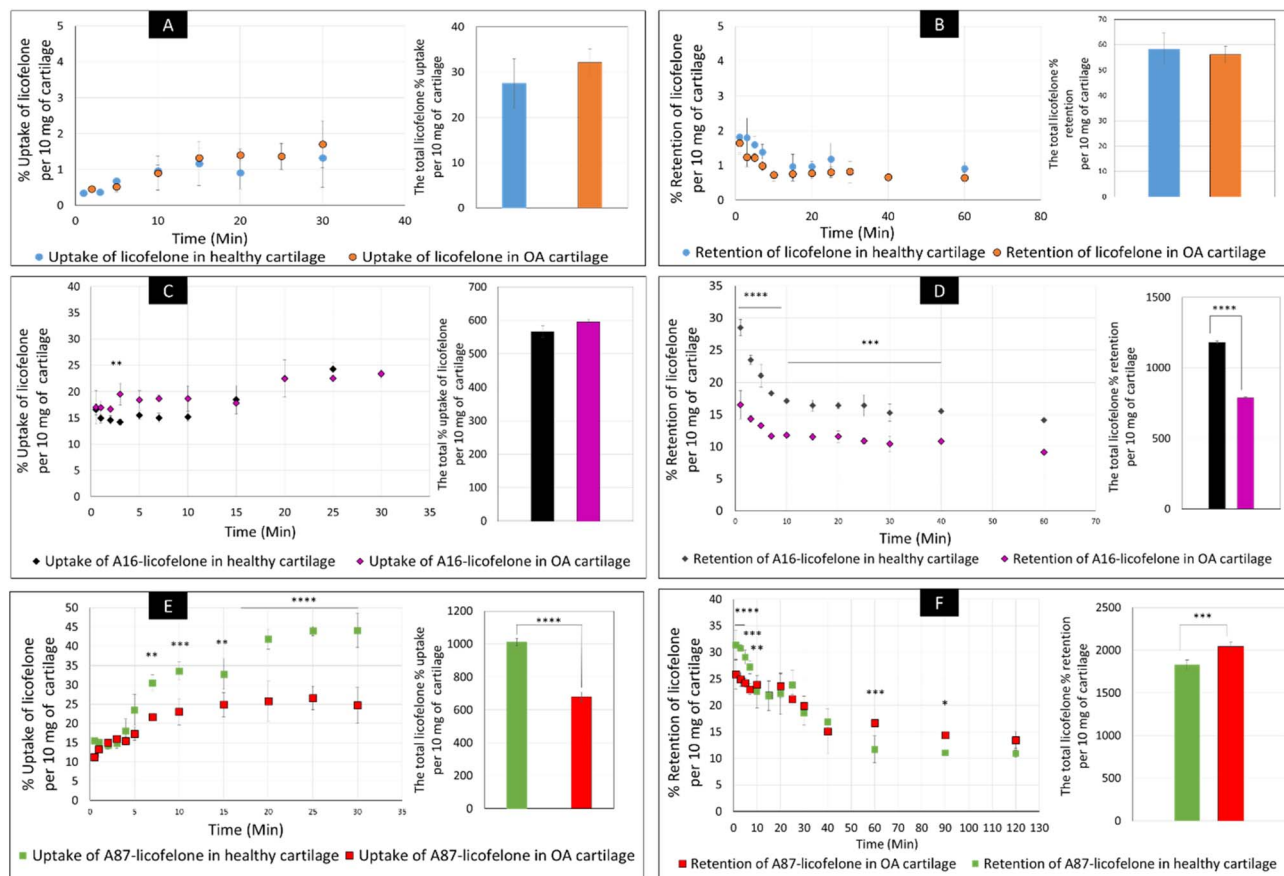 A
% Uptake of licofelone
per 10 mg of cartilage
5
4
3
2
1
0
0 10 20 30 40
Time (Min)
The total licofelone % uptake
per 10 mg of cartilage
40
30
20
10
0
Uptake of licofelone in healthy cartilage Uptake of licofelone in OA cartilage
B
% Retention of licofelone
per 10 mg of cartilage
5
4
3
2
1
0
0 20 40 60 80
Time (Min)
The total licofelone %
retention
per 10 mg of cartilage
70
60
50
40
30
20
10
0
Retention of licofelone in healthy cartilage Retention of licofelone in OA cartilage
C
% Uptake of licofelone
per 10 mg of cartilage
40
35
30
25
20
15
10
5
0
**
0 5 10 15 20 25 30 35
Time (Min)
The total % uptake of licofelone
per 10 mg of cartilage
700
600
500
400
300
200
100
0
Uptake of A16-licofelone in healthy cartilage Uptake of A16-licofelone in OA cartilage
D
% Retention of licofelone
per 10 mg of cartilage
35
30
25
20
15
10
5
0
****
***
0 10 20 30 40 50 60 70
Time (Min)
The total licofelone % retention
per 10 mg of cartilage
1500
1000
500
0
****
Retention of A16-licofelone in healthy cartilage Retention of A16-licofelone in OA cartilage
E
% Uptake of licofelone
per 10 mg of cartilage
50
45
40
35
30
25
20
15
10
5
0
** *** ** ****
0 5 10 15 20 25 30 35
Time (Min)
The total licofelone % uptake
per 10 mg of cartilage
1200
1000
800
600
400
200
0
****
Uptake of A87-licofelone in healthy cartilage Uptake of A87-licofelone in OA cartilage
F
% Retention of licofelone
per 10 mg of cartilage
40
35
30
25
20
15
10
5
0
****
***
**
***
*
0 10 20 30 40 50 60 70 80 90 100 110 120 130
Time (Min)
The total licofelone % retention
per 10 mg of cartilage
2500
2000
1500
1000
500
0
***
Retention of A87-licofelone in OA cartilage Retention of A87-licofelone in healthy cartilage